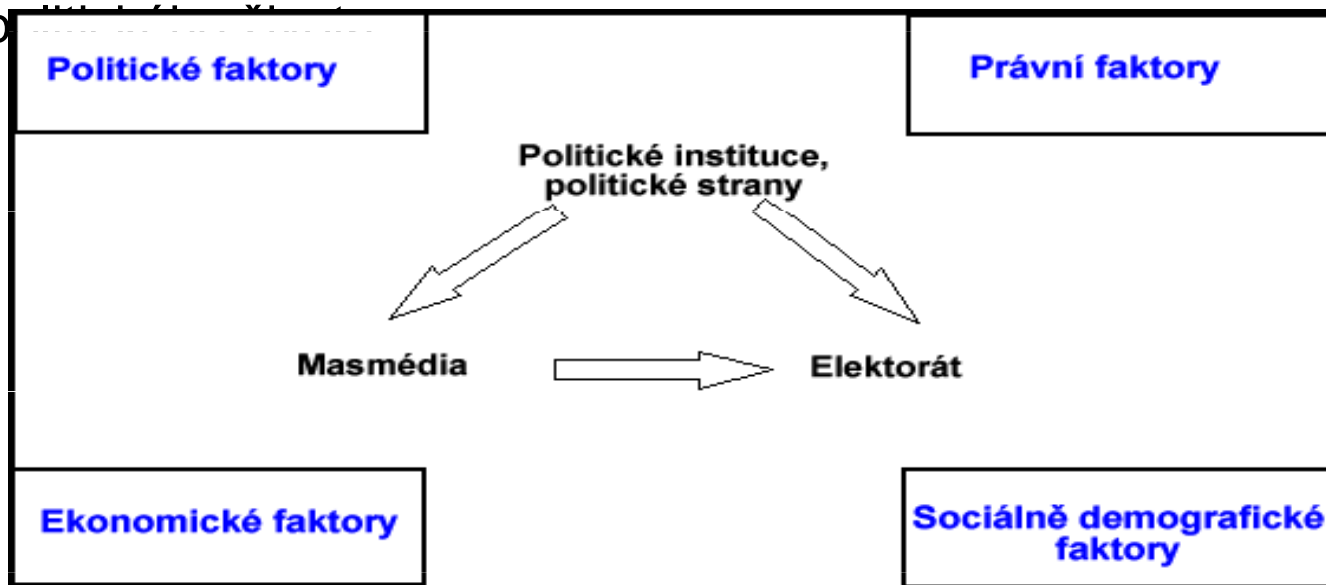 Politické faktory
Právní faktory
Politické instituce,
politické strany
Masmédia
Elektorát
Ekonomické faktory
Sociálně demografické
faktory